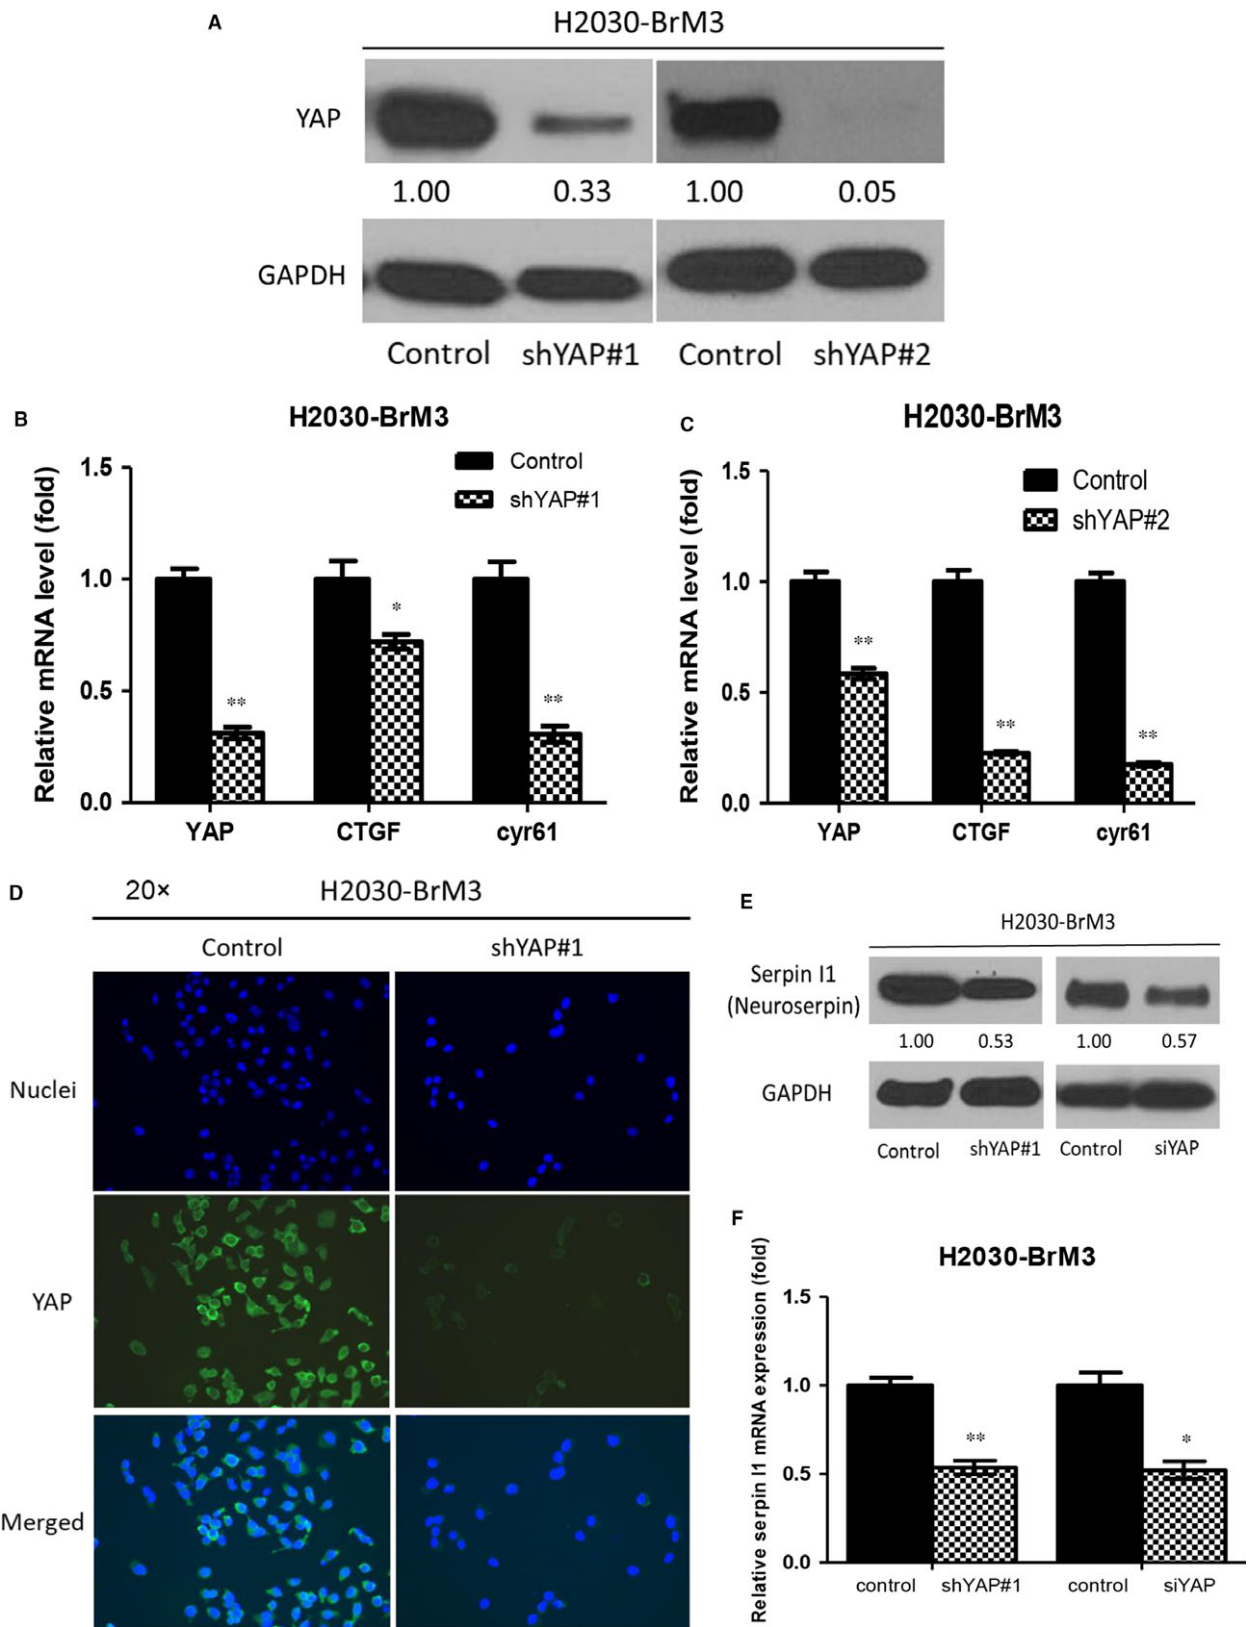 A
H2030-BrM3
YAP
1.00 0.33 1.00 0.05
GAPDH
Control shYAP#1 Control shYAP#2
B
H2030-BrM3
Control
shYAP#1
Relative mRNA level (fold)
1.5
1.0
0.5
0.0
*
**
**
YAP CTGF cyr61
C
H2030-BrM3
Control
shYAP#2
Relative mRNA level (fold)
1.5
1.0
0.5
0.0
**
**
**
YAP CTGF cyr61
D
20× H2030-BrM3
Control shYAP#1
Nuclei
YAP
Merged
E
H2030-BrM3
Serpin I1
(Neuroserpin)
1.00 0.53 1.00 0.57
GAPDH
Control shYAP#1 Control siYAP
F
H2030-BrM3
Relative serpin I1 mRNA expression (fold)
1.5
1.0
0.5
0.0
**
*
control shYAP#1 control siYAP